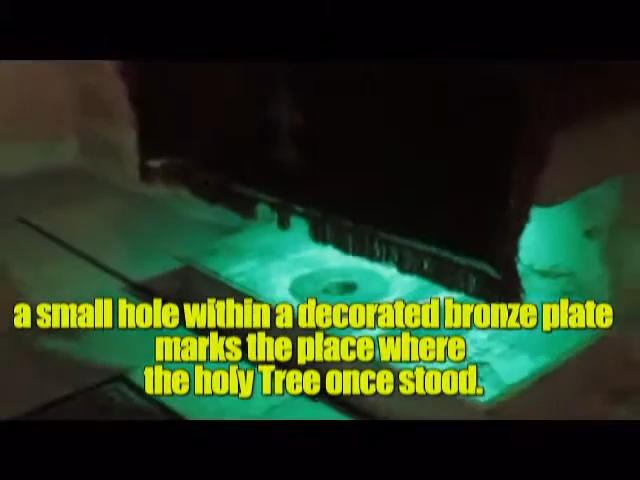 a small hole within a decorated bronze plate
marks the place where
the holy Tree once stood.